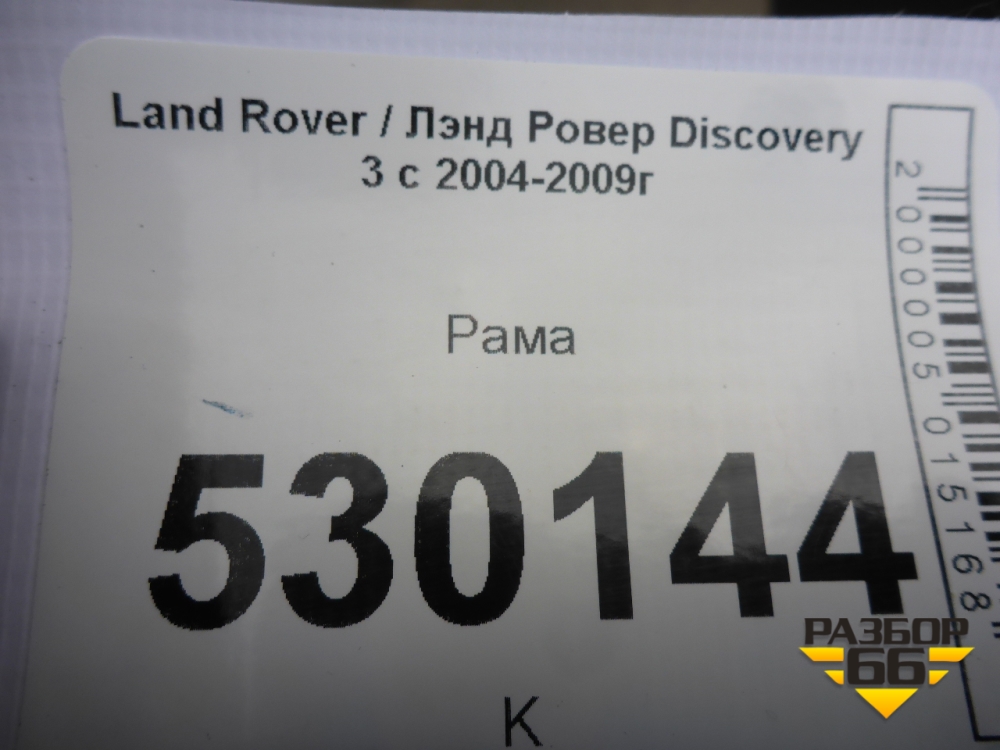 Land Rover / Лэнд Ровер Discovery
3 с 2004-2009г
Рама
530144
К
2000005015168
РАЗБОР
66